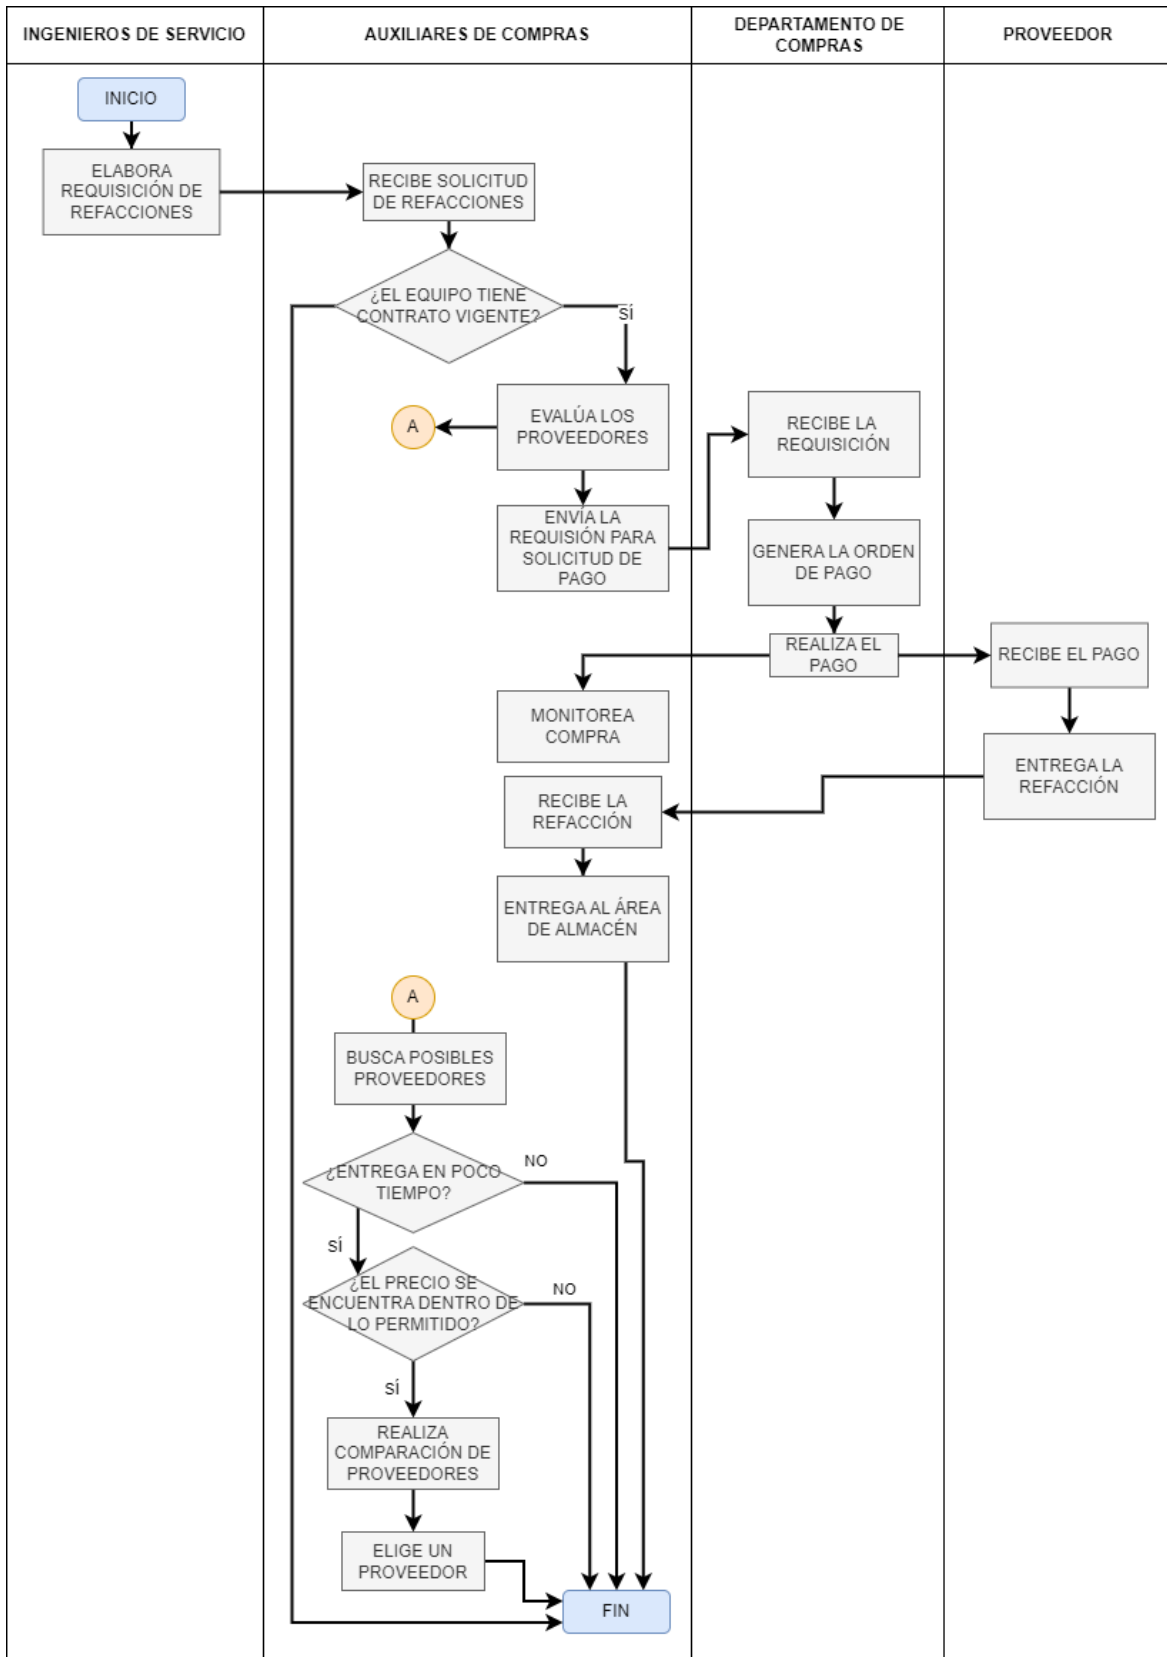 INGENIEROS DE SERVICIO
AUXILIARES DE COMPRAS
DEPARTAMENTO DE
COMPRAS
PROVEEDOR
INICIO
ELABORA
REQUISICIÓN DE
REFACCIONES
RECIBE SOLICITUD
DE REFACCIONES
¿EL EQUIPO TIENE
CONTRATO VIGENTE?
SÍ
A
EVALÚA LOS
PROVEEDORES
RECIBE LA
REQUISICIÓN
ENVÍA LA
REQUISIÓN PARA
SOLICITUD DE
PAGO
GENERA LA ORDEN
DE PAGO
REALIZA EL
PAGO
RECIBE EL PAGO
MONITOREA
COMPRA
ENTREGA LA
REFACCIÓN
RECIBE LA
REFACCIÓN
ENTREGA AL ÁREA
DE ALMACÉN
A
BUSCA POSIBLES
PROVEEDORES
¿ENTREGA EN POCO
TIEMPO?
NO
SÍ
¿EL PRECIO SE
ENCUENTRA DENTRO DE
LO PERMITIDO?
NO
SÍ
REALIZA
COMPARACIÓN DE
PROVEEDORES
ELIGE UN
PROVEEDOR
FIN